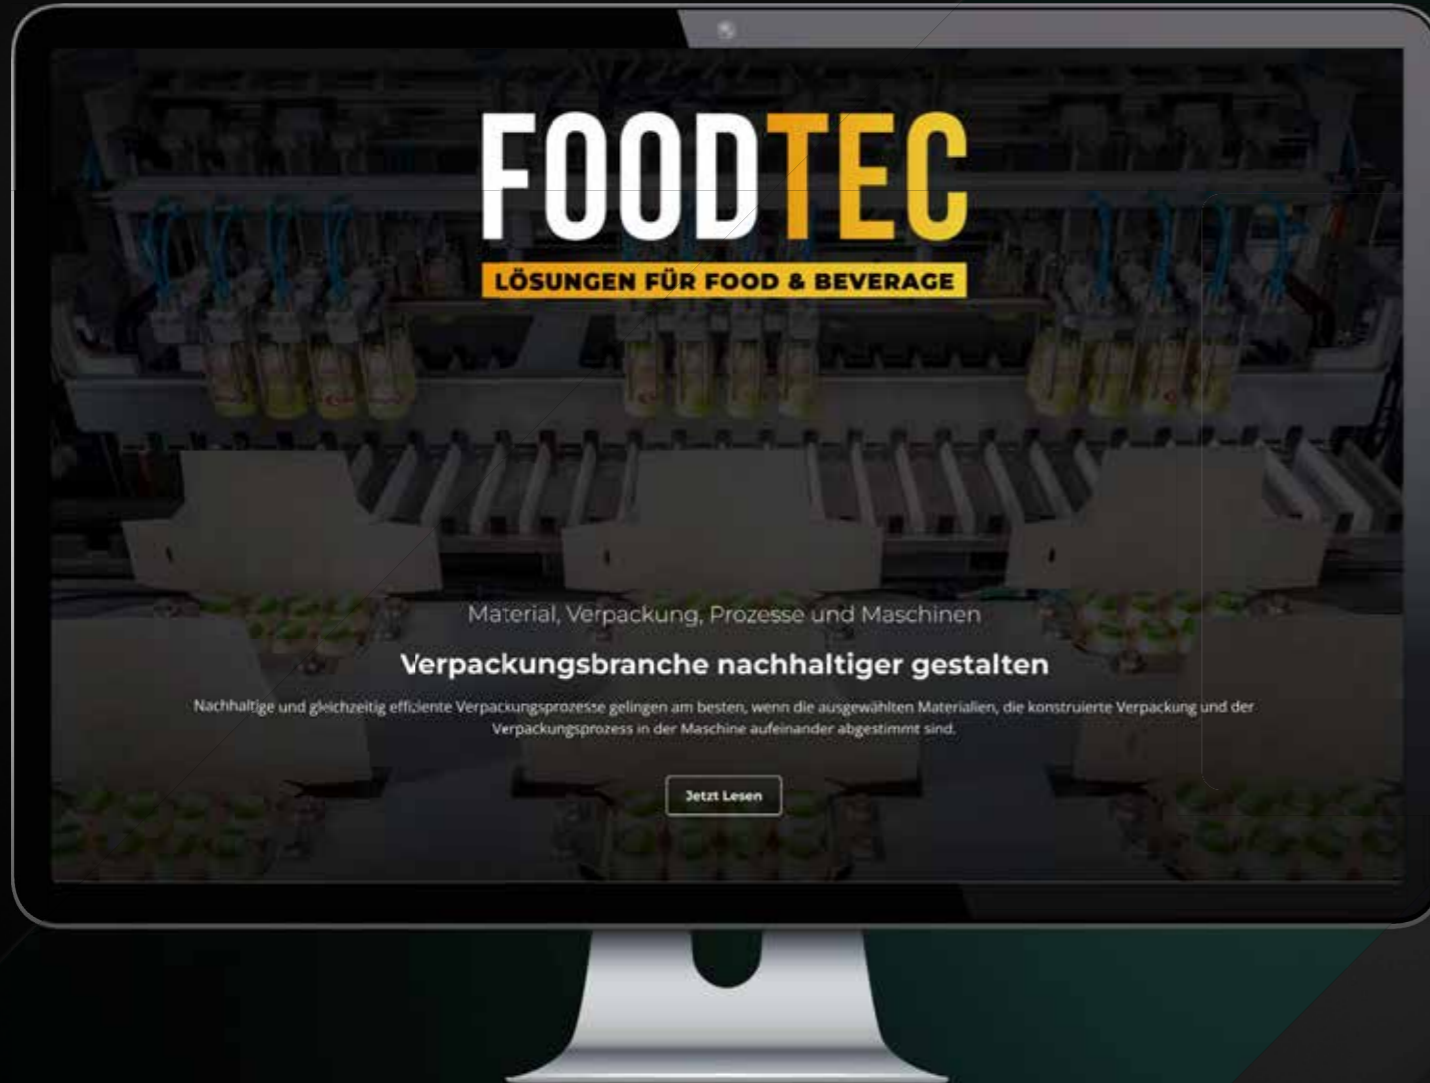 FOODTEC
LÖSUNGEN FÜR FOOD & BEVERAGE
Material, Verpackung, Prozesse und Maschinen
Verpackungsbranche nachhaltiger gestalten
Nachhaltige und gleichzeitig effiziente Verpackungsprozesse gelingen am besten, wenn die ausgewählten Materialien, die konstruierte Verpackung und der
Verpackungsprozess in der Maschine aufeinander abgestimmt sind.
Jetzt Lesen